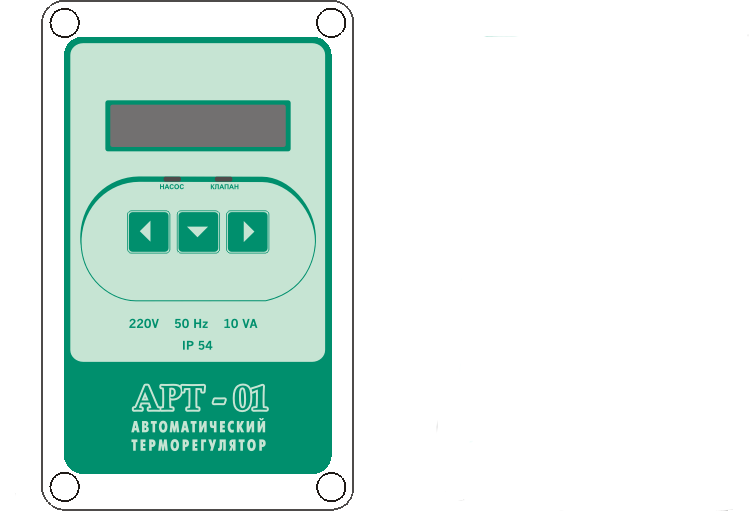 НАСОС КЛАПАН
220V 50 Hz 10 VA
IP 54
АРТ - 01
АВТОМАТИЧЕСКИЙ
ТЕРМОРЕГУЛЯТОР